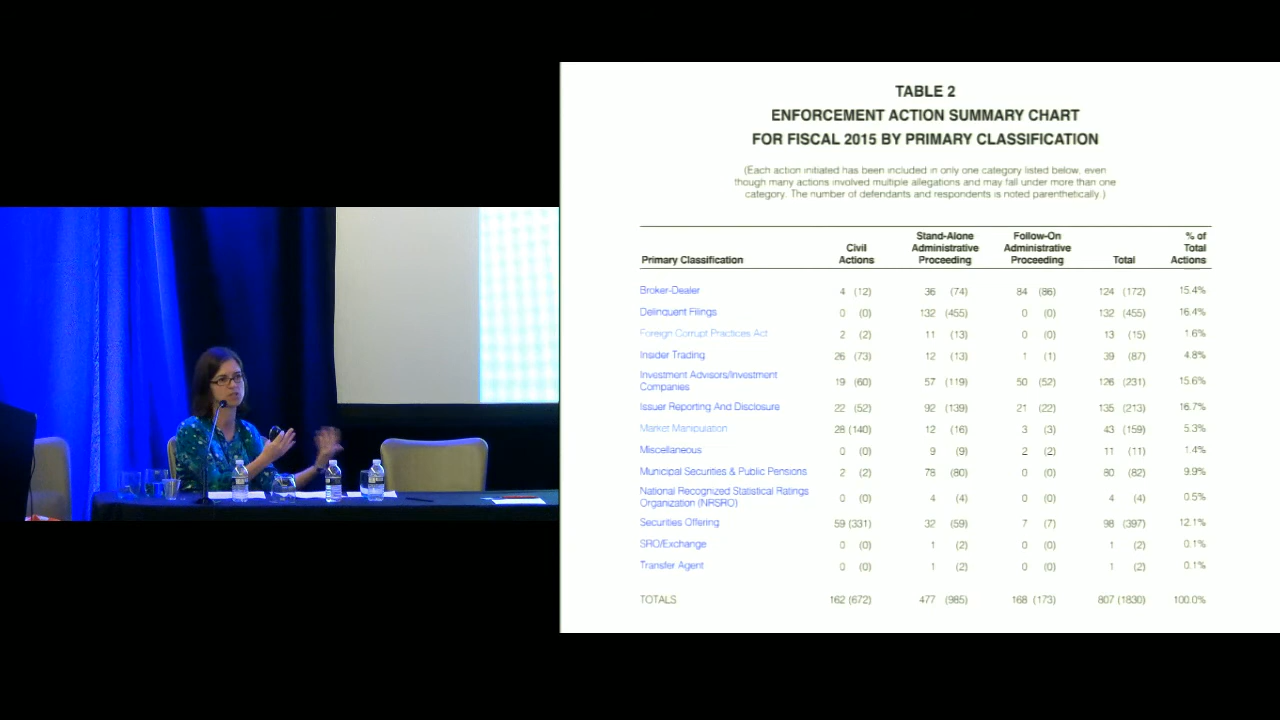 TABLE 2
ENFORCEMENT ACTION SUMMARY CHART
FOR FISCAL 2015 BY PRIMARY CLASSIFICATION
(Each action initiated has been included in only one category listed below, even
though many actions involved multiple allegations and may fall under more than one
category. The number of defendants and respondents is noted parenthetically.)
Primary Classification Civil Actions Stand-Alone Administrative Proceeding Follow-On Administrative Proceeding Total % of Total Actions
Broker-Dealer 4 (12) 36 (74) 84 (86) 124 (172) 15.4%
Delinquent Filings 0 (0) 132 (455) 0 (0) 132 (455) 16.4%
Foreign Corrupt Practices Act 2 (2) 11 (13) 0 (0) 13 (15) 1.6%
Insider Trading 26 (73) 12 (13) 1 (1) 39 (87) 4.8%
Investment Advisors/Investment
Companies 19 (60) 57 (119) 50 (52) 126 (231) 15.6%
Issuer Reporting And Disclosure 22 (52) 92 (139) 21 (22) 135 (213) 16.7%
Market Manipulation 28 (140) 12 (16) 3 (3) 43 (159) 5.3%
Miscellaneous 0 (0) 9 (9) 2 (2) 11 (11) 1.4%
Municipal Securities & Public Pensions 2 (2) 78 (80) 0 (0) 80 (82) 9.9%
National Recognized Statistical Ratings
Organization (NRSRO) 0 (0) 4 (4) 0 (0) 4 (4) 0.5%
Securities Offering 59 (331) 32 (59) 7 (7) 98 (397) 12.1%
SRO/Exchange 0 (0) 1 (2) 0 (0) 1 (2) 0.1%
Transfer Agent 0 (0) 1 (2) 0 (0) 1 (2) 0.1%
TOTALS 162 (672) 477 (985) 168 (173) 807 (1830) 100.0%